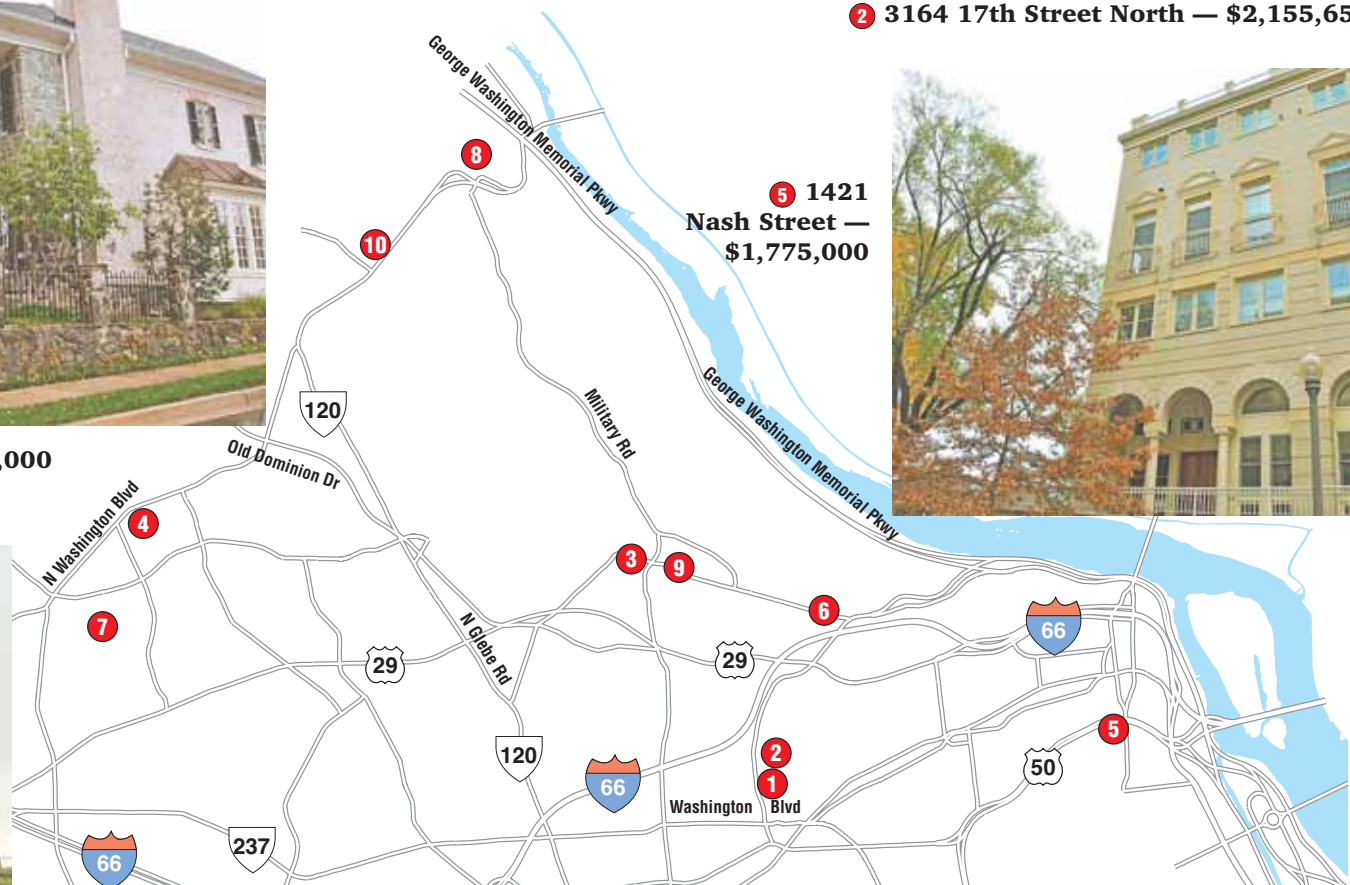 2 3164 17th Street North — $2,155,65
George Washington Memorial Pkwy
8
5 1421
Nash Street —
$1,775,000
10
120
Military Rd
George Washington Memorial Pkwy
,000
Old Dominion Dr
N Washington Blvd
4
3
9
6
7
N Glebe Rd
29
29
66
5
120
2
66
1
50
Washington Blvd
237
66